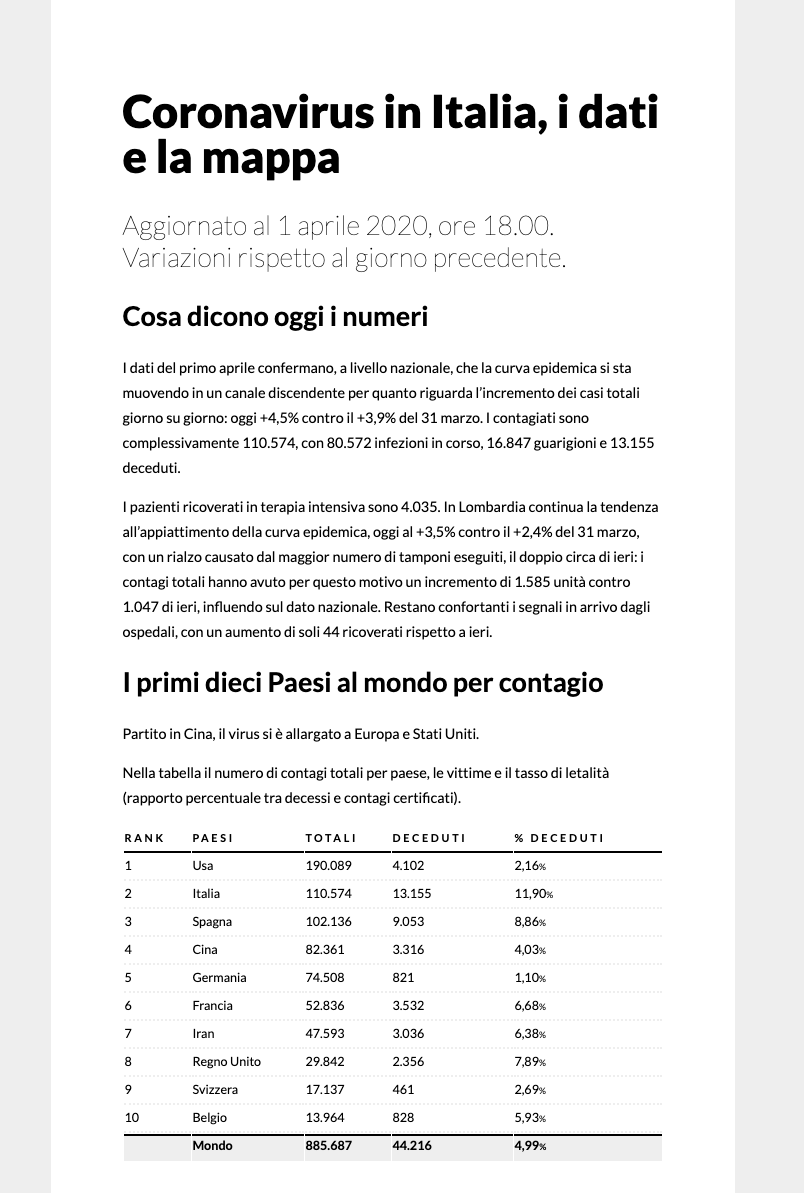 Coronavirus in Italia, i dati
e la mappa
Aggiornato al 1 aprile 2020, ore 18.00.
Variazioni rispetto al giorno precedente.
Cosa dicono oggi i numeri
I dati del primo aprile confermano, a livello nazionale, che la curva epidemica si sta
muovendo in un canale discendente per quanto riguarda l’incremento dei casi totali
giorno su giorno: oggi +4,5% contro il +3,9% del 31 marzo. I contagiati sono
complessivamente 110.574, con 80.572 infezioni in corso, 16.847 guarigioni e 13.155
deceduti.
I pazienti ricoverati in terapia intensiva sono 4.035. In Lombardia continua la tendenza
all’appiattimento della curva epidemica, oggi al +3,5% contro il +2,4% del 31 marzo,
con un rialzo causato dal maggior numero di tamponi eseguiti, il doppio circa di ieri: i
contagi totali hanno avuto per questo motivo un incremento di 1.585 unità contro
1.047 di ieri, influendo sul dato nazionale. Restano confortanti i segnali in arrivo dagli
ospedali, con un aumento di soli 44 ricoverati rispetto a ieri.
I primi dieci Paesi al mondo per contagio
Partito in Cina, il virus si è allargato a Europa e Stati Uniti.
Nella tabella il numero di contagi totali per paese, le vittime e il tasso di letalità
(rapporto percentuale tra decessi e contagi certificati).
RANK PAESI TOTALI DECEDUTI % DECEDUTI
1 Usa 190.089 4.102 2,16%
2 Italia 110.574 13.155 11,90%
3 Spagna 102.136 9.053 8,86%
4 Cina 82.361 3.316 4,03%
5 Germania 74.508 821 1,10%
6 Francia 52.836 3.532 6,68%
7 Iran 47.593 3.036 6,38%
8 Regno Unito 29.842 2.356 7,89%
9 Svizzera 17.137 461 2,69%
10 Belgio 13.964 828 5,93%
Mondo 885.687 44.216 4,99%